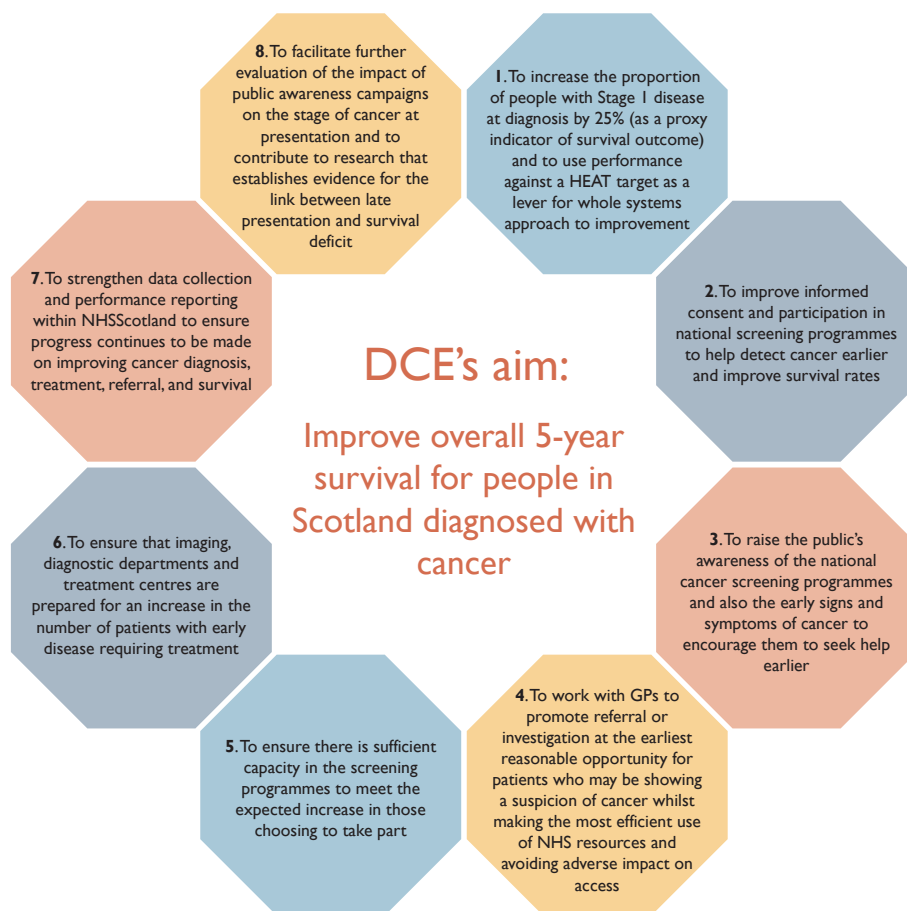 8. To facilitate further
evaluation of the impact of
public awareness campaigns
on the stage of cancer at
presentation and to
contribute to research that
establishes evidence for the
link between late
presentation and survival
deficit
1. To increase the proportion
of people with Stage 1 disease
at diagnosis by 25% (as a proxy
indicator of survival outcome)
and to use performance
against a HEAT target as a
lever for whole systems
approach to improvement
7. To strengthen data collection
and performance reporting
within NHSScotland to ensure
progress continues to be made
on improving cancer diagnosis,
treatment, referral, and survival
2. To improve informed
consent and participation in
national screening programmes
to help detect cancer earlier
and improve survival rates
DCE's aim:
Improve overall 5-year
survival for people in
Scotland diagnosed with
cancer
6. To ensure that imaging,
diagnostic departments and
treatment centres are
prepared for an increase in the
number of patients with early
disease requiring treatment
3. To raise the public's
awareness of the national
cancer screening programmes
and also the early signs and
symptoms of cancer to
encourage them to seek help
earlier
5. To ensure there is sufficient
capacity in the screening
programmes to meet the
expected increase in those
choosing to take part
4. To work with GPs to
promote referral or
investigation at the earliest
reasonable opportunity for
patients who may be showing
a suspicion of cancer whilst
making the most efficient use
of NHS resources and
avoiding adverse impact on
access